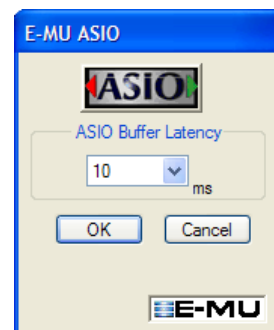 E-MU ASIO
ASIO
ASIO Buffer Latency
10
ms
OK Cancel
E-MU